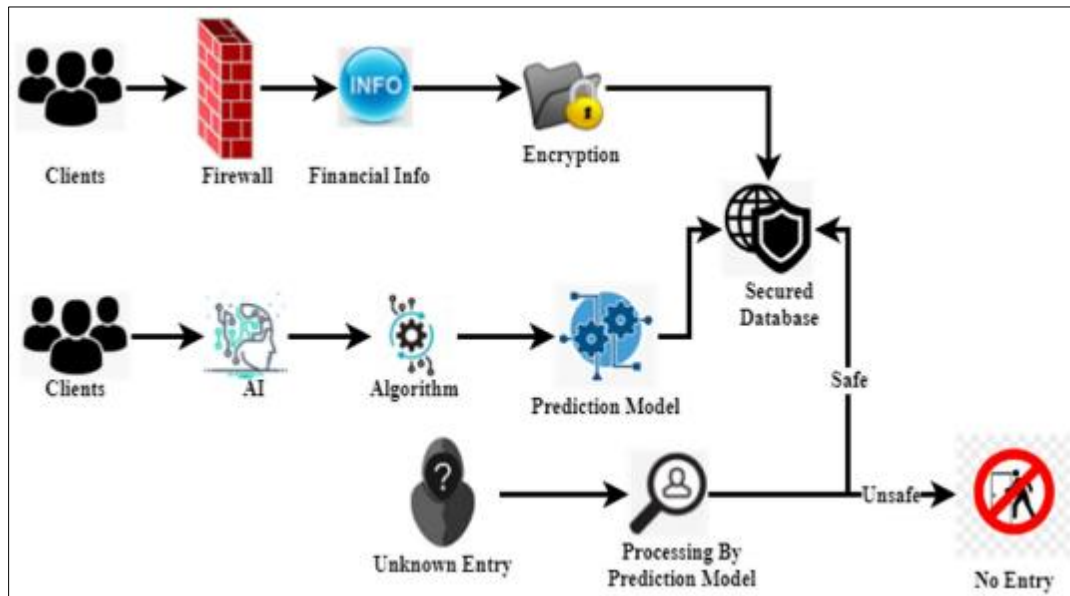 INFO
Encryption
Clients
Firewall
Financial Info
Secured
Database
Clients
AI
Algorithm
Prediction Model
Safe
?
Unsafe
Unknown Entry
Processing By
Prediction Model
No Entry